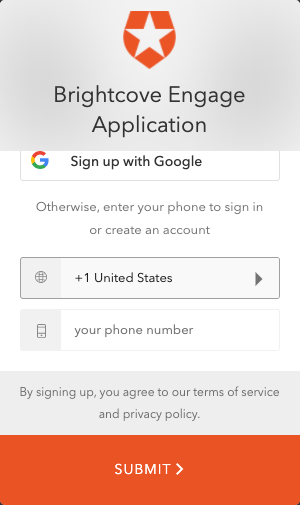 Brightcove Engage
Application
Sign up with Google
Otherwise, enter your phone to sign in
or create an account
+1 United States
your phone number
By signing up, you agree to our terms of service
and privacy policy.
SUBMIT